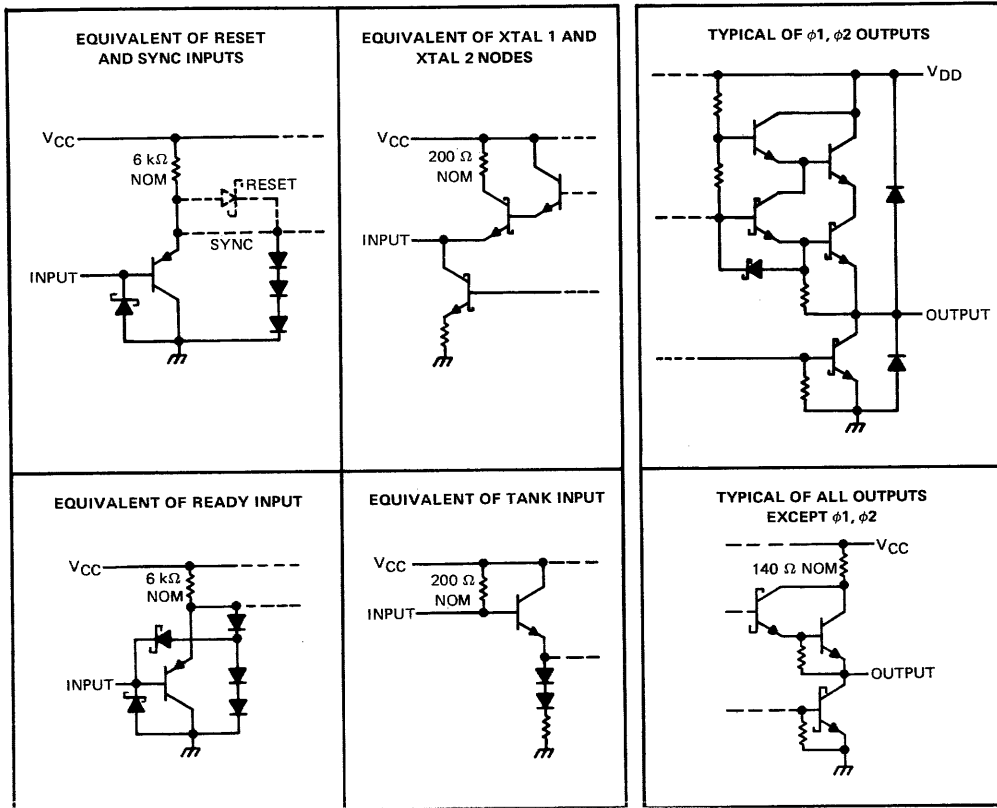 EQUIVALENT OF RESET
AND SYNC INPUTS
VCC
6 kΩ
NOM
RESET
SYNC
INPUT
EQUIVALENT OF XTAL 1 AND
XTAL 2 NODES
VCC
200 Ω
NOM
INPUT
TYPICAL OF ϕ1, ϕ2 OUTPUTS
VDD
OUTPUT
EQUIVALENT OF READY INPUT
VCC
6 kΩ
NOM
INPUT
EQUIVALENT OF TANK INPUT
VCC
200 Ω
NOM
INPUT
TYPICAL OF ALL OUTPUTS
EXCEPT ϕ1, ϕ2
VCC
140 Ω NOM
OUTPUT